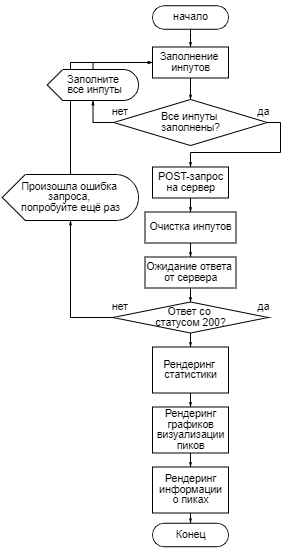 начало
Заполнение
инпутов
Заполните
все инпуты
нет
Все инпуты
заполнены?
да
POST-запрос
на сервер
Произошла ошибка
запроса,
попробуйте ещё раз
Очистка инпутов
Ожидание ответа
от сервера
нет
Ответ со
статусом 200?
да
Рендеринг
статистики
Рендеринг
графиков
визуализации
пиков
Рендеринг
информации
о пиках
Конец